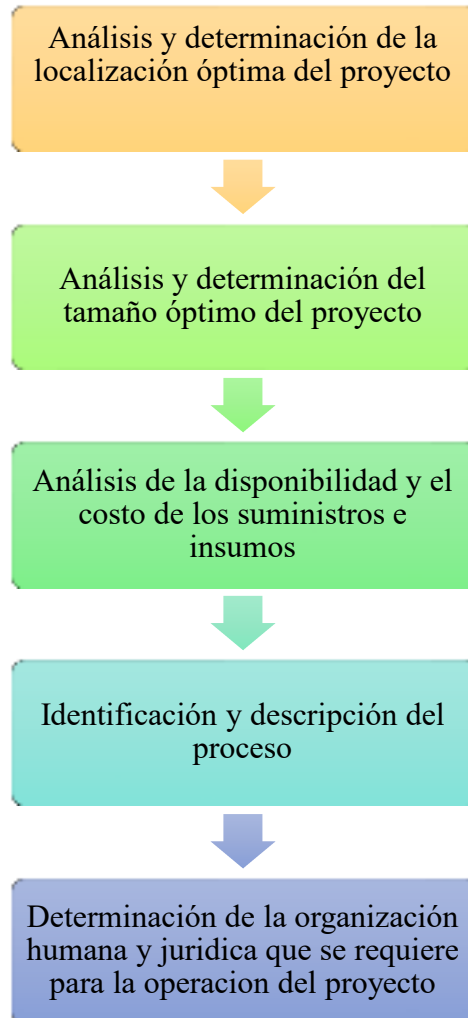 Análisis y determinación de la
localización óptima del proyecto
Análisis y determinación del
tamaño óptimo del proyecto
Análisis de la disponibilidad y el
costo de los suministros e
insumos
Identificación y descripción del
proceso
Determinación de la organización
humana y juridica que se requiere
para la operacion del proyecto